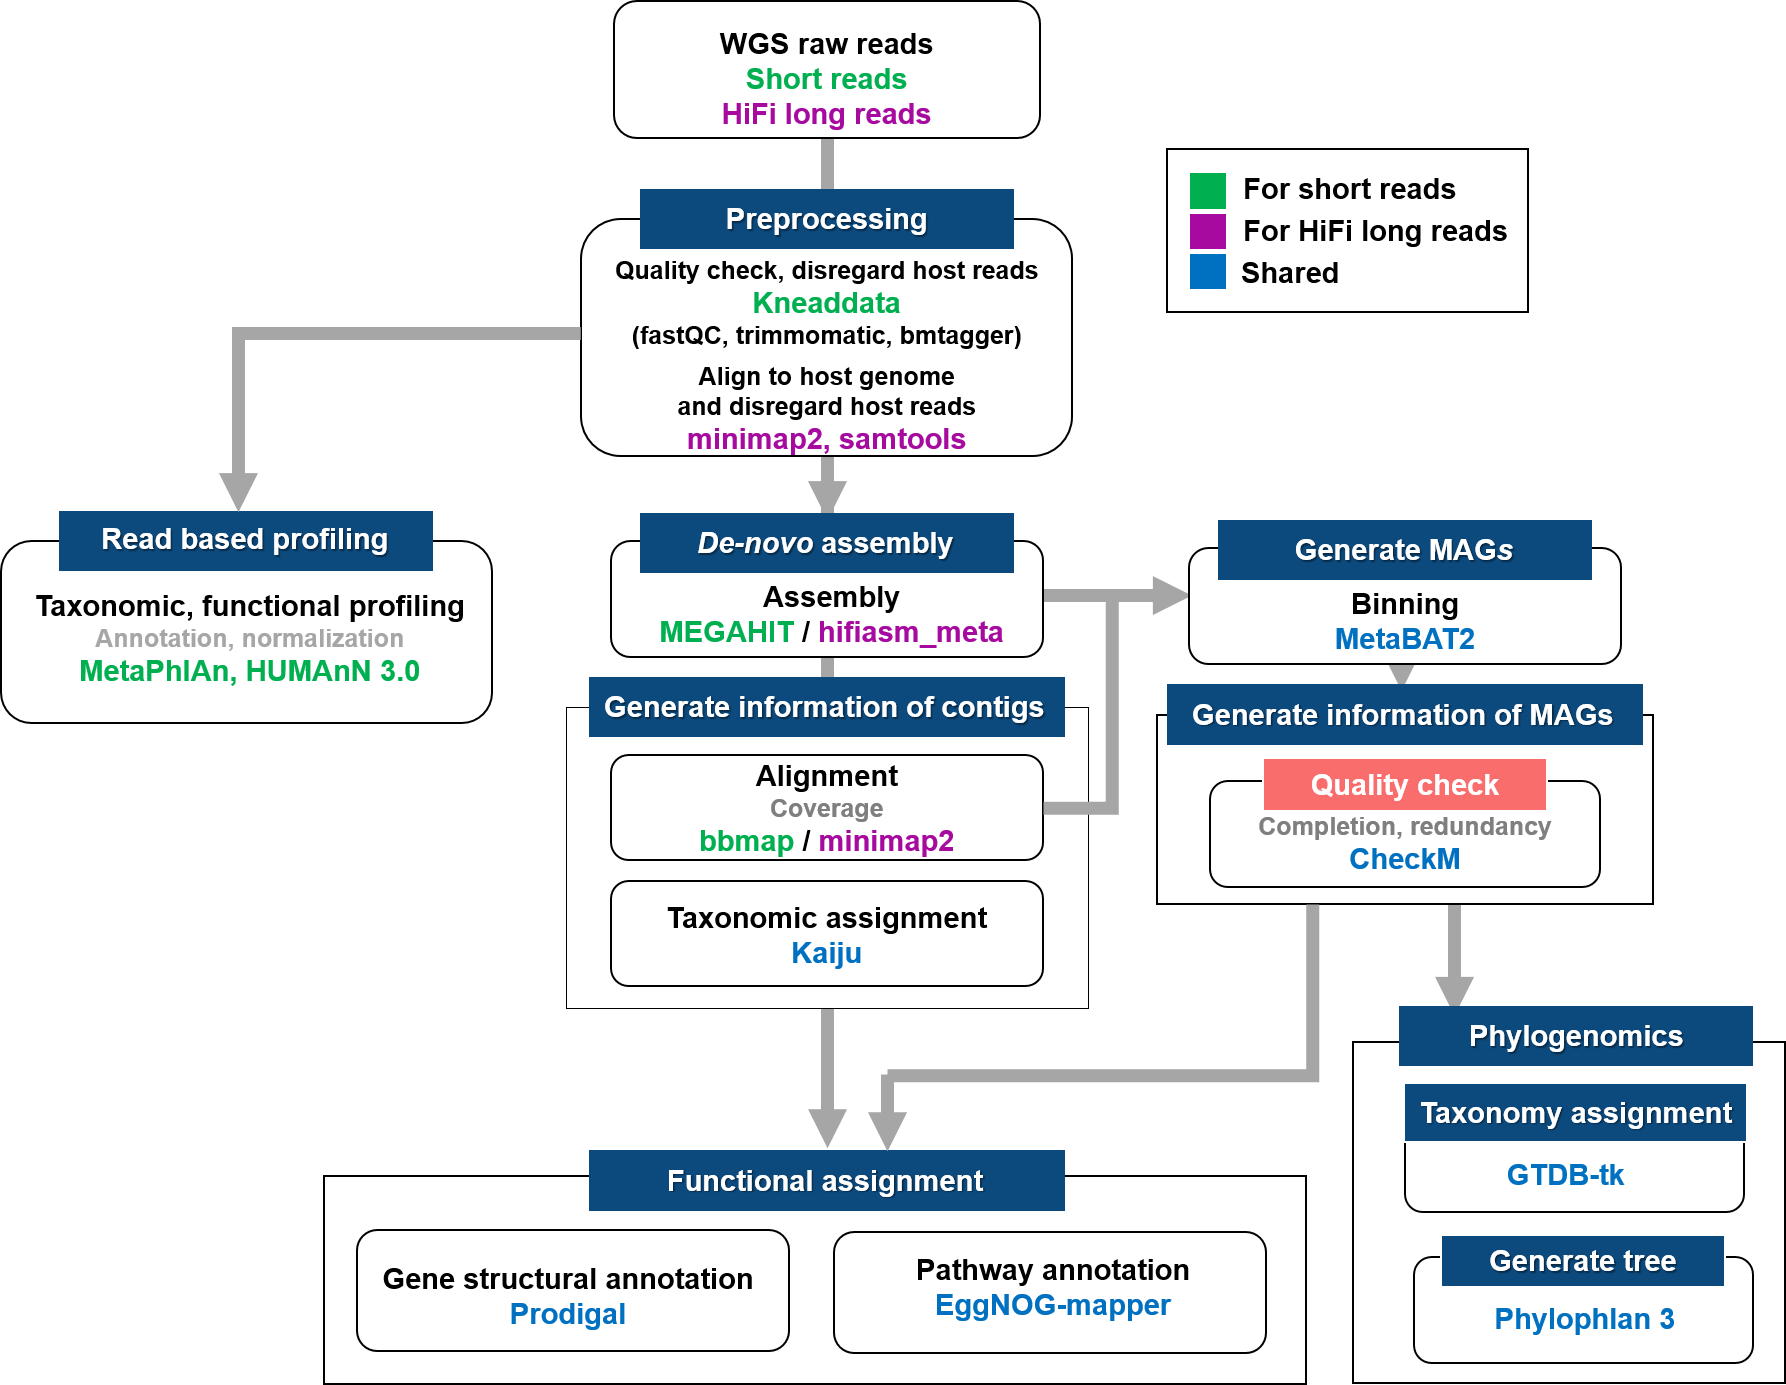 WGS raw reads
Short reads
HiFi long reads
For short reads
For HiFi long reads
Shared
Preprocessing
Quality check, disregard host reads
Kneaddata
(fastQC, trimmomatic, bmtagger)
Align to host genome
and disregard host reads
minimap2, samtools
Read based profiling
Taxonomic, functional profiling
Annotation, normalization
MetaPhlAn, HUMAnN 3.0
De-novo assembly
Assembly
MEGAHIT / hifiasm_meta
Generate information of contigs
Alignment
Coverage
bbmap / minimap2
Taxonomic assignment
Kaiju
Generate MAGs
Binning
MetaBAT2
Generate information of MAGs
Quality check
Completion, redundancy
CheckM
Functional assignment
Gene structural annotation
Prodigal
Pathway annotation
EggNOG-mapper
Phylogenomics
Taxonomy assignment
GTDB-tk
Generate tree
Phylophlan 3